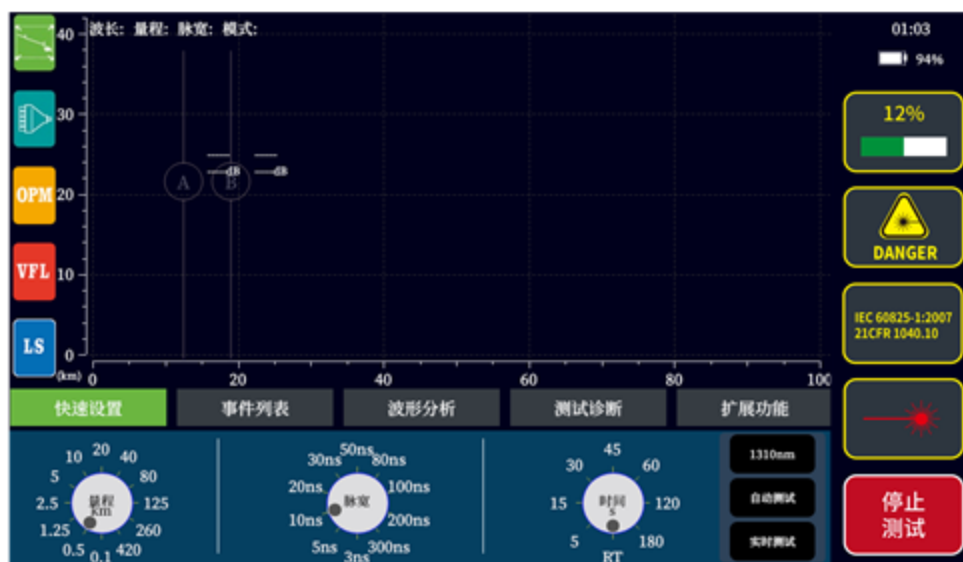 波长: 量程: 脉宽: 模式:
01:03
94%
40
30
20
10
0
(km)
0
20
40
60
80
100
A
B
dB
dB
OPM
VFL
LS
12%
DANGER
IEC 60825-1:2007
21CFR 1040.10
停止
测试
快速设置
事件列表
波形分析
测试诊断
扩展功能
量程
km
0.1
0.5
1.25
2.5
5
10
20
40
80
125
260
420
脉宽
3ns
5ns
10ns
20ns
30ns
50ns
80ns
100ns
200ns
300ns
时间
s
5
15
30
45
60
120
180
RT
1310nm
自动测试
实时测试